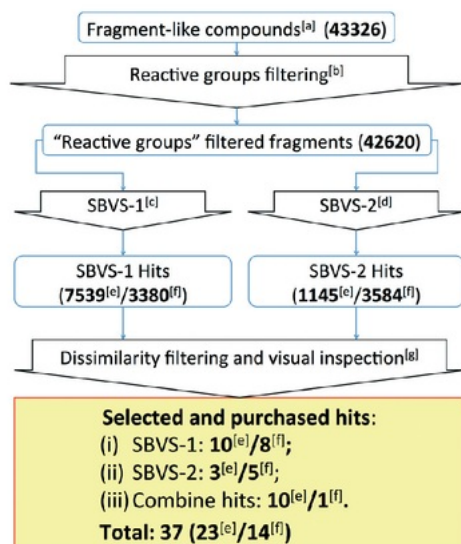 Fragment-like compounds[a] (43326)
Reactive groups filtering[b]
“Reactive groups” filtered fragments (42620)
SBVS-1[c]
SBVS-2[d]
SBVS-1 Hits
(7539[e]/3380[f])
SBVS-2 Hits
(1145[e]/3584[f])
Dissimilarity filtering and visual inspection[g]
Selected and purchased hits:
(i) SBVS-1: 10[e]/8[f];
(ii) SBVS-2: 3[e]/5[f];
(iii) Combine hits: 10[e]/1[f].
Total: 37 (23[e]/14[f])